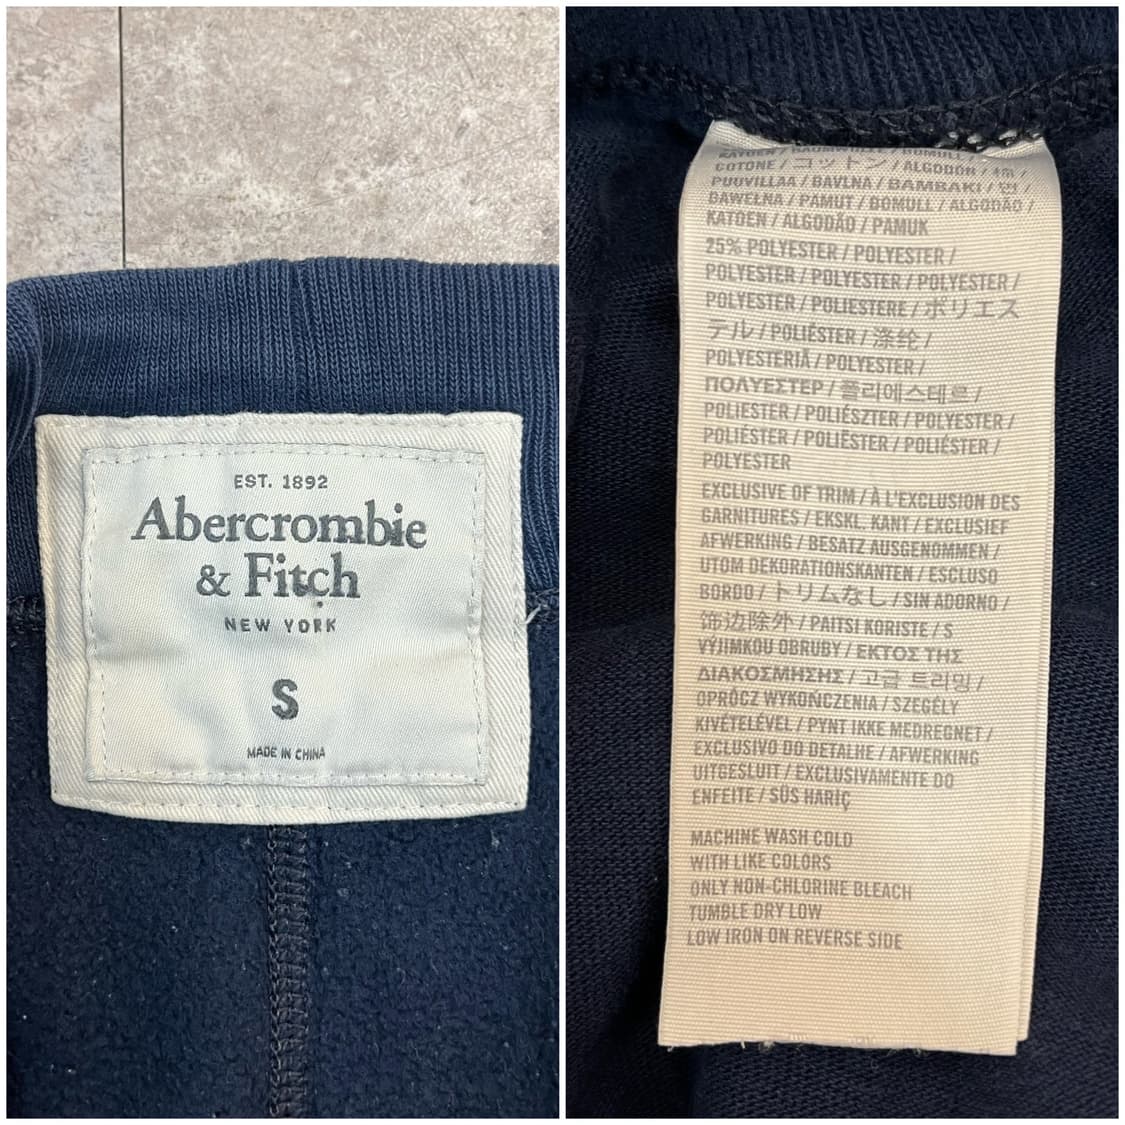 EST. 1892
Abercrombie
& Fitch
NEW YORK
S
MADE IN CHINA
KATOEN / BAUMWOLLE / BOMULL /
COTONE / コットン / ALGODÓN / 棉 /
PUUVILLAA / BAVLNA / BAMBAKI / 면 /
BAWEŁNA / PAMUT / BOMULL / ALGODÃO /
KATOEN / ALGODÃO / PAMUK
25% POLYESTER / POLYESTER /
POLYESTER / POLYESTER / POLYESTER /
POLYESTER / POLIESTERE / ポリエス
テル / POLIÉSTER / 涤纶 /
POLYESTERIÄ / POLYESTER /
ΠΟΛΥΕΣΤΕΡ / 폴리에스테르 /
POLIESTER / POLIÉSZTER / POLYESTER /
POLIÉSTER / POLIËSTER / POLIÉSTER /
POLYESTER
EXCLUSIVE OF TRIM / À L'EXCLUSION DES
GARNITURES / EKSKL. KANT / EXCLUSIEF
AFWERKING / BESATZ AUSGENOMMEN /
UTOM DEKORATIONSKANTEN / ESCLUSO
BORDO / トリムなし / SIN ADORNO /
饰边除外 / PAITSI KORISTE / S
VÝJIMKOU OBRUBY / ΕΚΤΟΣ ΤΗΣ
ΔΙΑΚΟΣΜΗΣΗΣ / 고급 트리밍 /
OPRÓCZ WYKOŃCZENIA / SZEGÉLY
KIVÉTELÉVEL / PYNT IKKE MEDREGNET /
EXCLUSIVO DO DETALHE / AFWERKING
UITGESLUIT / EXCLUSIVAMENTE DO
ENFEITE / SÜS HARİÇ
MACHINE WASH COLD
WITH LIKE COLORS
ONLY NON-CHLORINE BLEACH
TUMBLE DRY LOW
LOW IRON ON REVERSE SIDE